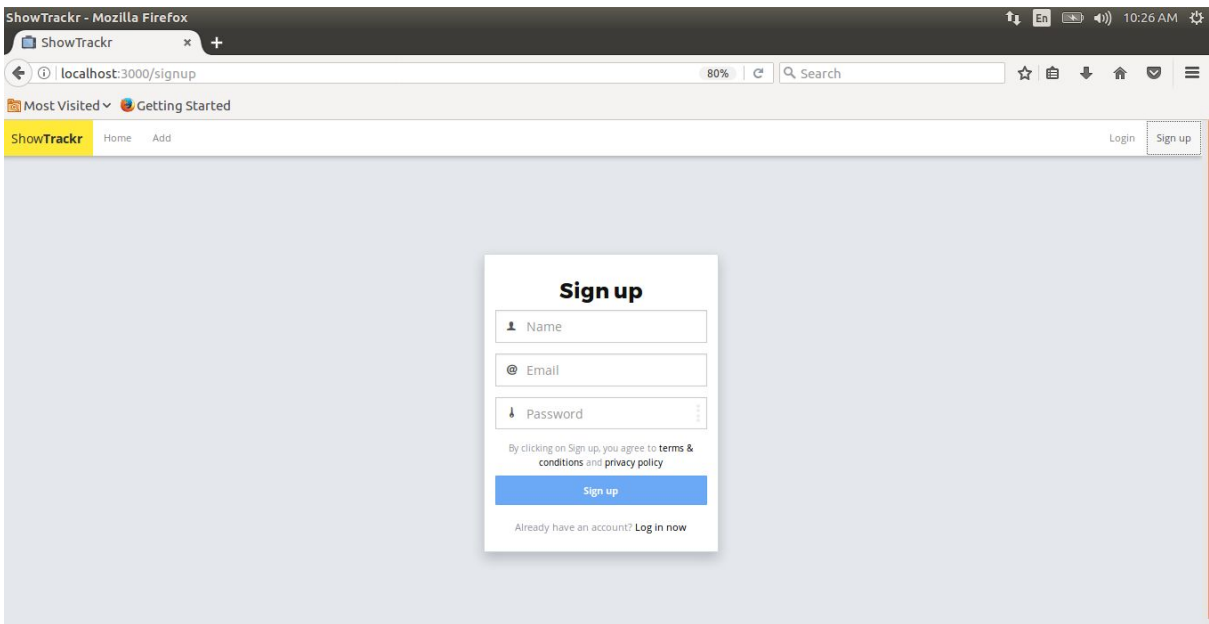 ShowTrackr - Mozilla Firefox
En
10:26 AM
ShowTrackr
localhost:3000/signup
80%
Search
Most Visited
Getting Started
ShowTrackr
Home
Add
Login
Sign up
Sign up
Name
@ Email
Password
By clicking on Sign up, you agree to terms &
conditions and privacy policy
Sign up
Already have an account? Log in now